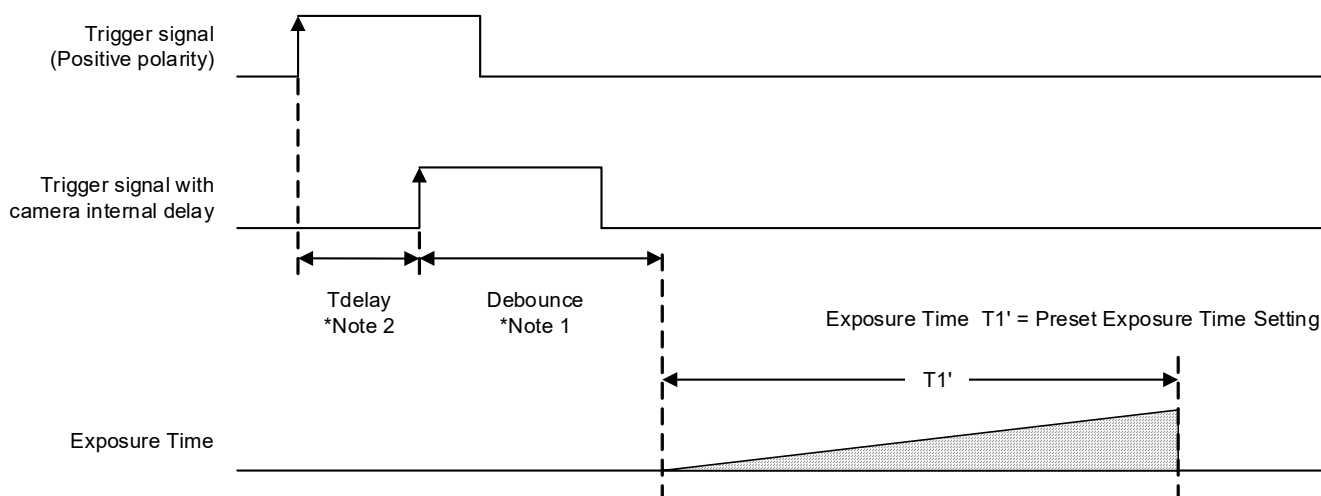 Trigger signal
(Positive polarity)
Trigger signal with
camera internal delay
Tdelay
*Note 2
Debounce
*Note 1
Exposure Time T1' = Preset Exposure Time Setting
T1'
Exposure Time